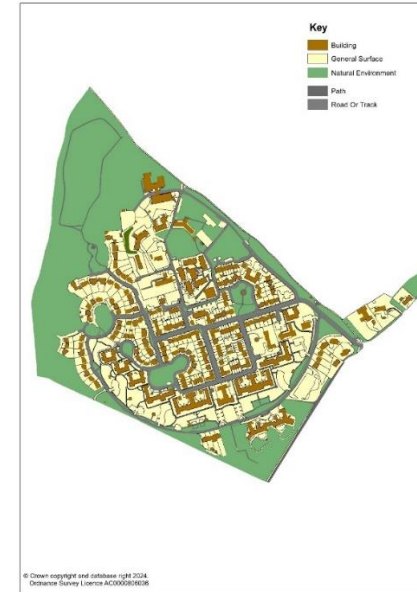 Key
Building
General Surface
Natural Environment
Path
Road Or Track
© Crown copyright and database right 2024.
Ordnance Survey Licence AC0000808036